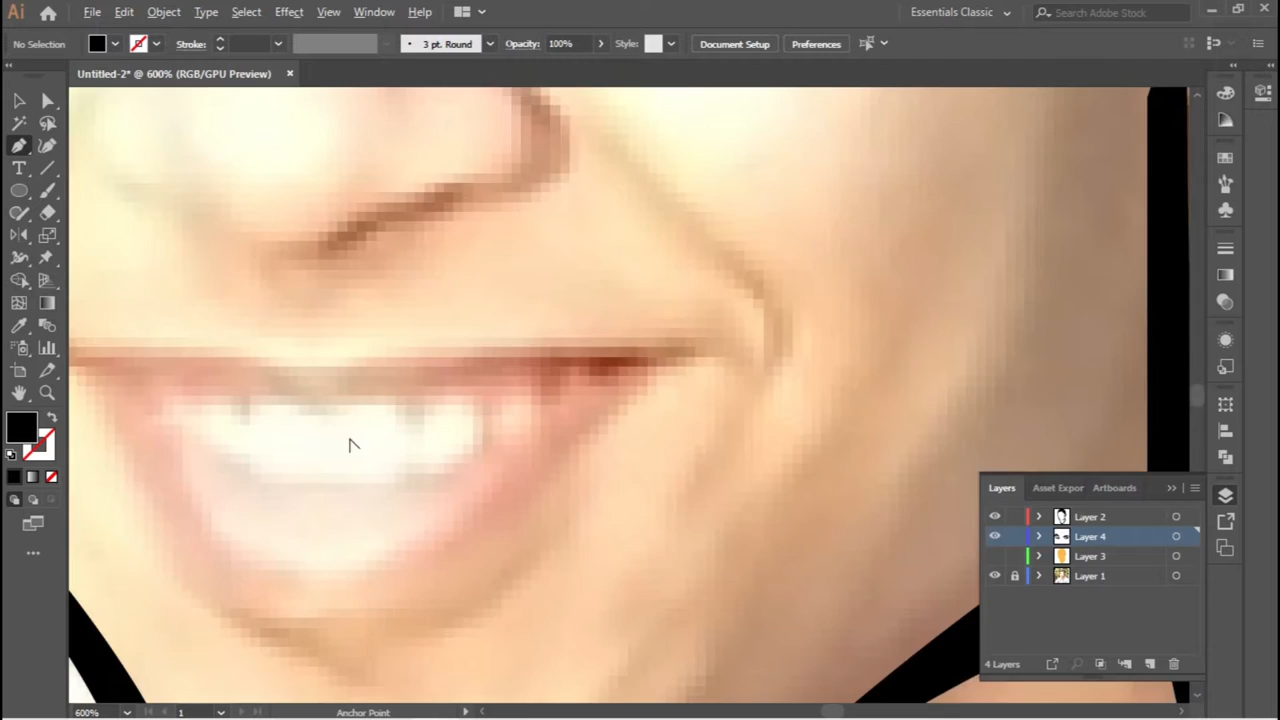 Ai File Edit Object Type Select Effect View Window Help Essentials Classic Search Adobe Stock
No Selection Stroke: 3 pt. Round Opacity: 100% Style: Document Setup Preferences
Untitled-2* @ 600% (RGB/GPU Preview)
Layers Asset Expor Artboards
Layer 2
Layer 4
Layer 3
Layer 1
4 Layers
600% 1 Anchor Point